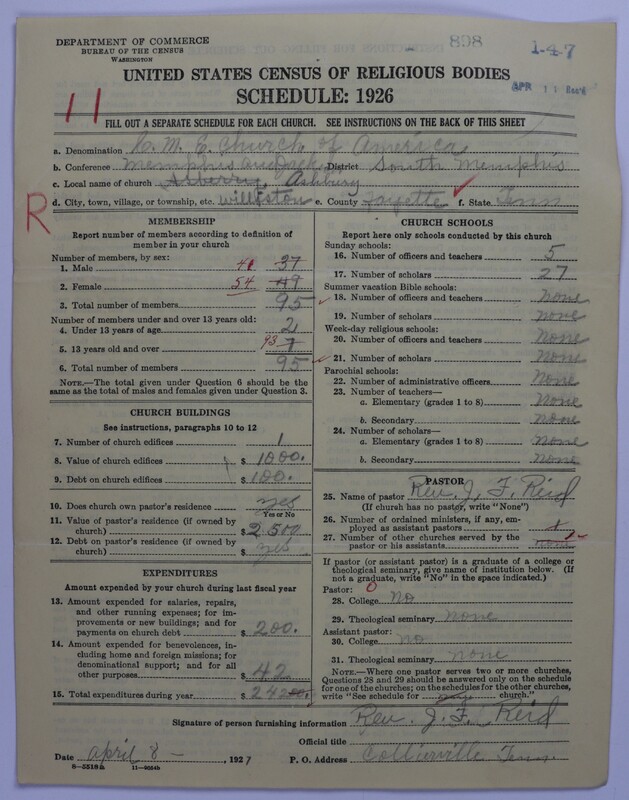 DEPARTMENT OF COMMERCE
BUREAU OF THE CENSUS
WASHINGTON
898
1-4-7
APR 11
UNITED STATES CENSUS OF RELIGIOUS BODIES
SCHEDULE: 1926
11
FILL OUT A SEPARATE SCHEDULE FOR EACH CHURCH. SEE INSTRUCTIONS ON THE BACK OF THIS SHEET
a. Denomination C. M. E. Church of America
b. Conference Memphis and Jack. District South Memphis
c. Local name of church Asberry, Ashbury
d. City, town, village, or township, etc. Williston e. County Fayette f. State Tenn
R
MEMBERSHIP
Report number of members according to definition of member in your church
Number of members, by sex:
1. Male 41 37
2. Female 54 49
3. Total number of members 95
Number of members under and over 13 years old:
4. Under 13 years of age 2
5. 13 years old and over 93 7
6. Total number of members 95
NOTE.—The total given under Question 6 should be the same as the total of males and females given under Question 3.
CHURCH BUILDINGS
See instructions, paragraphs 10 to 12
7. Number of church edifices 1
8. Value of church edifices $ 1000.
9. Debt on church edifices $ 100.
10. Does church own pastor's residence yes
Yes or No
11. Value of pastor's residence (if owned by church) $ 2500
12. Debt on pastor's residence (if owned by church) $ yes
EXPENDITURES
Amount expended by your church during last fiscal year
13. Amount expended for salaries, repairs, and other running expenses; for improvements or new buildings; and for payments on church debt $ 200.
14. Amount expended for benevolences, including home and foreign missions; for denominational support; and for all other purposes $ 42
15. Total expenditures during year $ 242
CHURCH SCHOOLS
Report here only schools conducted by this church
Sunday schools:
16. Number of officers and teachers 5
17. Number of scholars 27
Summer vacation Bible schools:
18. Number of officers and teachers none
19. Number of scholars none
Week-day religious schools:
20. Number of officers and teachers None
21. Number of scholars None
Parochial schools:
22. Number of administrative officers None
23. Number of teachers—
a. Elementary (grades 1 to 8) None
b. Secondary none
24. Number of scholars—
a. Elementary (grades 1 to 8) none
b. Secondary none
PASTOR
25. Name of pastor Rev. J. F. Reid
(If church has no pastor, write "None")
26. Number of ordained ministers, if any, employed as assistant pastors
27. Number of other churches served by the pastor or his assistants
If pastor (or assistant pastor) is a graduate of a college or theological seminary, give name of institution below. (If not a graduate, write "No" in the space indicated.)
Pastor: 0
28. College No
29. Theological seminary none
Assistant pastor:
30. College no
31. Theological seminary none
NOTE.—Where one pastor serves two or more churches, Questions 28 and 29 should be answered only on the schedule for one of the churches; on the schedules for the other churches, write "See schedule for church."
Signature of person furnishing information Rev. J. F. Reid
Official title
Date April 8 - , 1927 P. O. Address Collierville Tenn.
8-5518a 11-9054b